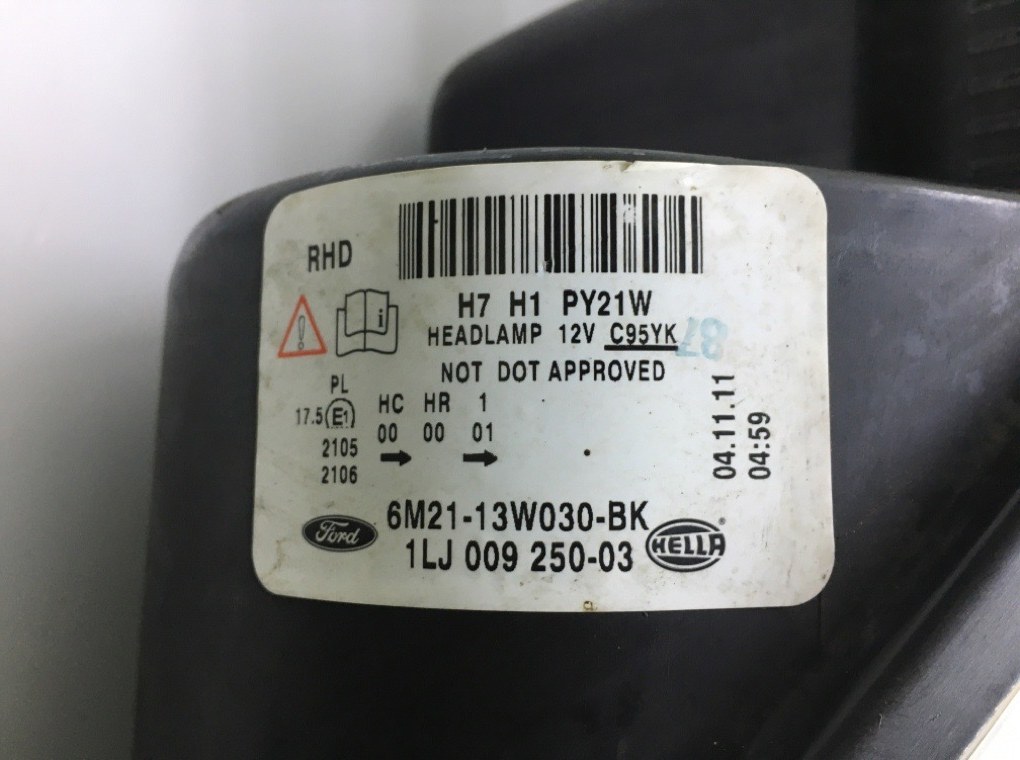 RHD
H7 H1 PY21W
HEADLAMP 12V C95YK
87
NOT DOT APPROVED
PL HC HR 1
17.5 E1 00 00 01
2105
2106
04.11.11
04:59
Ford
6M21-13W030-BK
1LJ 009 250-03
HELLA ®